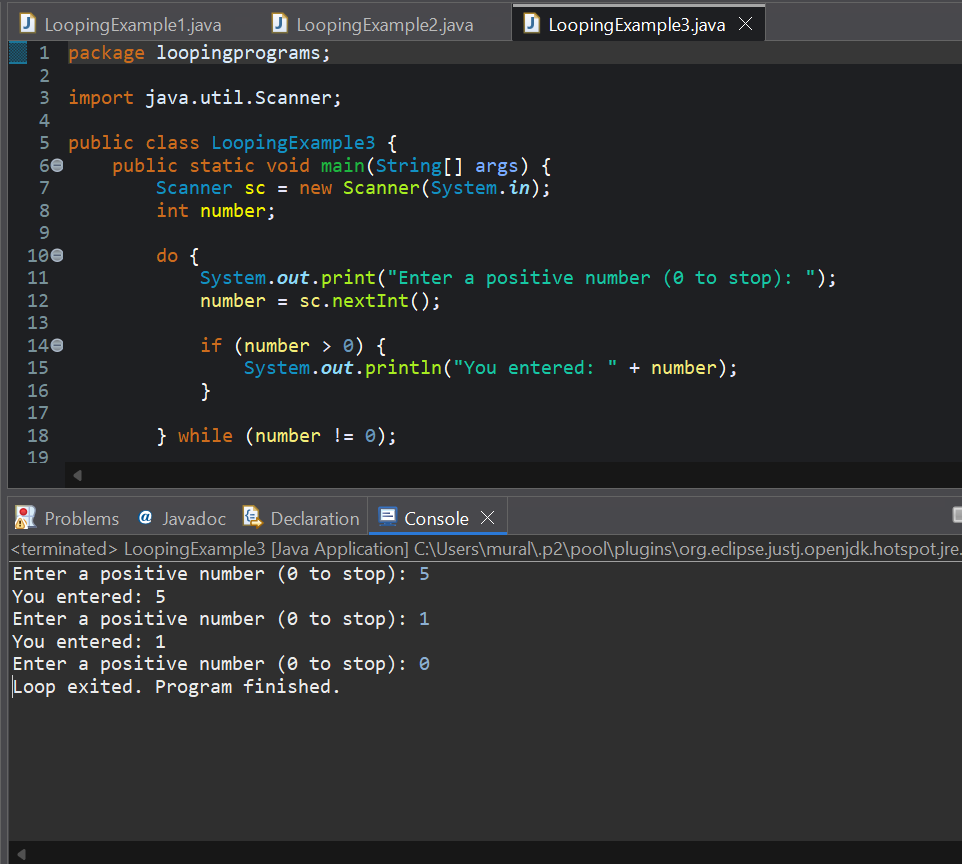 LoopingExample1.java LoopingExample2.java LoopingExample3.java
1 package loopingprograms;
2
3 import java.util.Scanner;
4
5 public class LoopingExample3 {
6     public static void main(String[] args) {
7         Scanner sc = new Scanner(System.in);
8         int number;
9
10         do {
11             System.out.print("Enter a positive number (0 to stop): ");
12             number = sc.nextInt();
13
14             if (number > 0) {
15                 System.out.println("You entered: " + number);
16             }
17
18         } while (number != 0);
19
Problems @ Javadoc Declaration Console
<terminated> LoopingExample3 [Java Application] C:\Users\mural\.p2\pool\plugins\org.eclipse.justj.openjdk.hotspot.jre.
Enter a positive number (0 to stop): 5
You entered: 5
Enter a positive number (0 to stop): 1
You entered: 1
Enter a positive number (0 to stop): 0
Loop exited. Program finished.